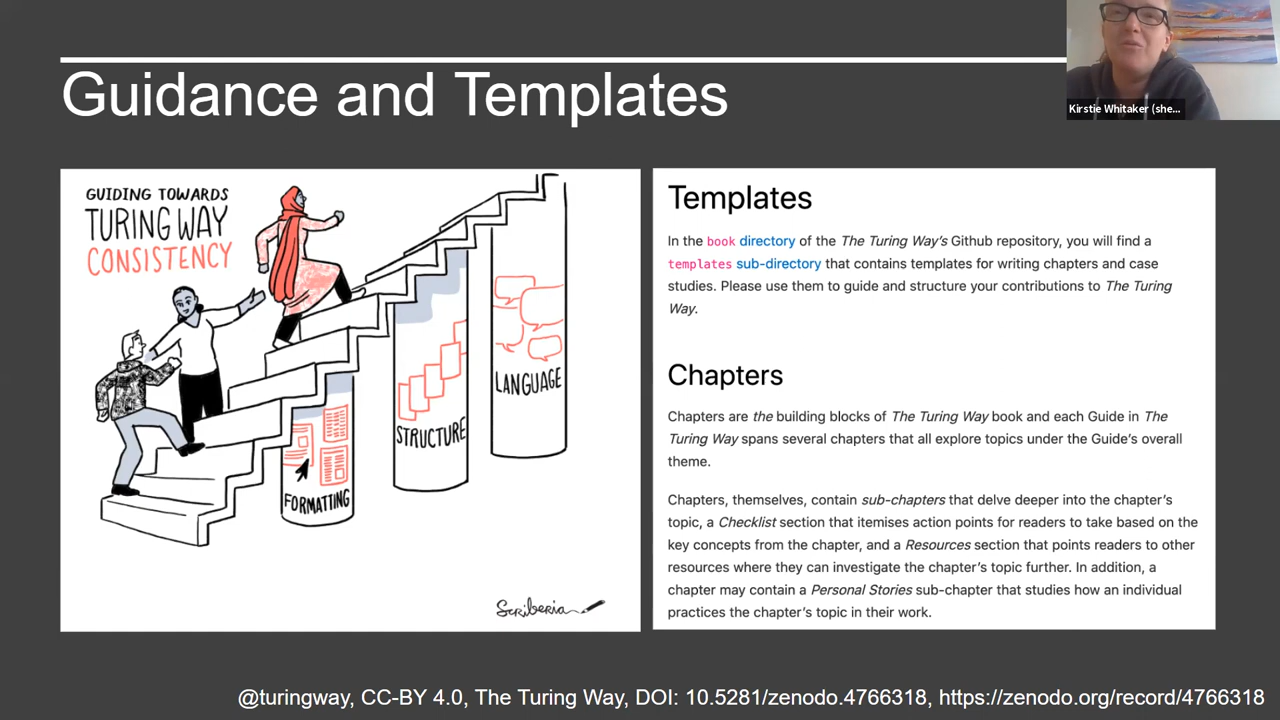 Guidance and Templates
Kirstie Whitaker (she...
GUIDING TOWARDS
TURING WAY
CONSISTENCY
FORMATTING
STRUCTURE
LANGUAGE
Scriberia
Templates
In the book directory of the The Turing Way's Github repository, you will find a
templates sub-directory that contains templates for writing chapters and case
studies. Please use them to guide and structure your contributions to The Turing
Way.
Chapters
Chapters are the building blocks of The Turing Way book and each Guide in The
Turing Way spans several chapters that all explore topics under the Guide's overall
theme.
Chapters, themselves, contain sub-chapters that delve deeper into the chapter's
topic, a Checklist section that itemises action points for readers to take based on the
key concepts from the chapter, and a Resources section that points readers to other
resources where they can investigate the chapter's topic further. In addition, a
chapter may contain a Personal Stories sub-chapter that studies how an individual
practices the chapter's topic in their work.
@turingway, CC-BY 4.0, The Turing Way, DOI: 10.5281/zenodo.4766318, https://zenodo.org/record/4766318